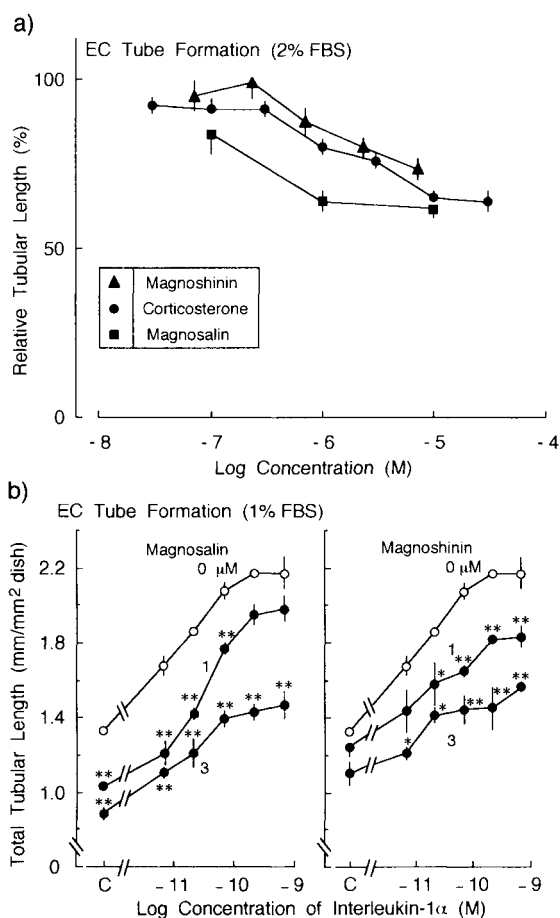 a)
EC Tube Formation (2% FBS)
Relative Tubular Length (%)
100
50
0
Magnoshinin
Corticosterone
Magnosalin
- 8
- 7
- 6
- 5
- 4
Log Concentration (M)
b)
EC Tube Formation (1% FBS)
Total Tubular Length (mm/mm² dish)
2.2
1.8
1.4
1.0
0
Magnosalin
0 μM
**
1
**
**
**
**
**
**
**
**
3
**
C
- 11
- 10
- 9
Magnoshinin
0 μM
1
**
**
**
*
**
**
**
*
3
*
C
- 11
- 10
- 9
Log Concentration of Interleukin-1α (M)